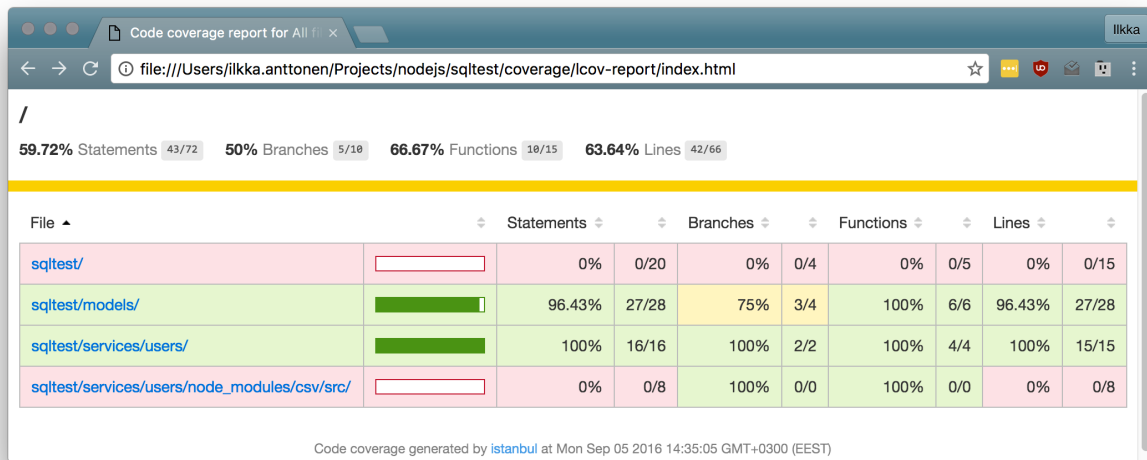 Code coverage report for All fi
Ilkka
file:///Users/ilkka.anttonen/Projects/nodejs/sqltest/coverage/lcov-report/index.html
/
59.72% Statements 43/72 50% Branches 5/10 66.67% Functions 10/15 63.64% Lines 42/66
File Statements Branches Functions Lines
sqltest/ 0% 0/20 0% 0/4 0% 0/5 0% 0/15
sqltest/models/ 96.43% 27/28 75% 3/4 100% 6/6 96.43% 27/28
sqltest/services/users/ 100% 16/16 100% 2/2 100% 4/4 100% 15/15
sqltest/services/users/node_modules/csv/src/ 0% 0/8 100% 0/0 100% 0/0 0% 0/8
Code coverage generated by istanbul at Mon Sep 05 2016 14:35:05 GMT+0300 (EEST)